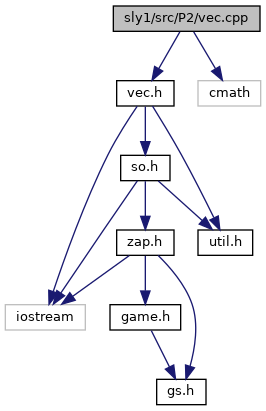 sly1/src/P2/vec.cpp
vec.h
cmath
so.h
zap.h
util.h
iostream
game.h
gs.h